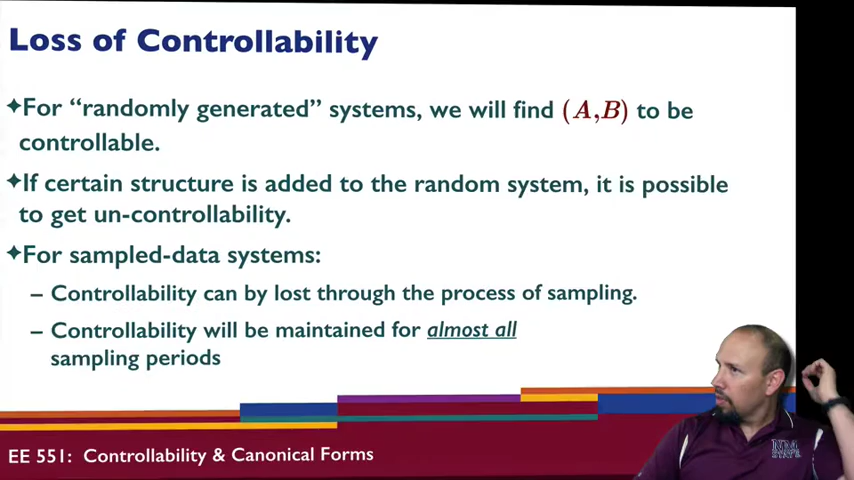 Loss of Controllability
✦For “randomly generated” systems, we will find (A,B) to be
controllable.
✦If certain structure is added to the random system, it is possible
to get un-controllability.
✦For sampled-data systems:
– Controllability can by lost through the process of sampling.
– Controllability will be maintained for almost all
sampling periods
EE 551: Controllability & Canonical Forms
NM
STATE